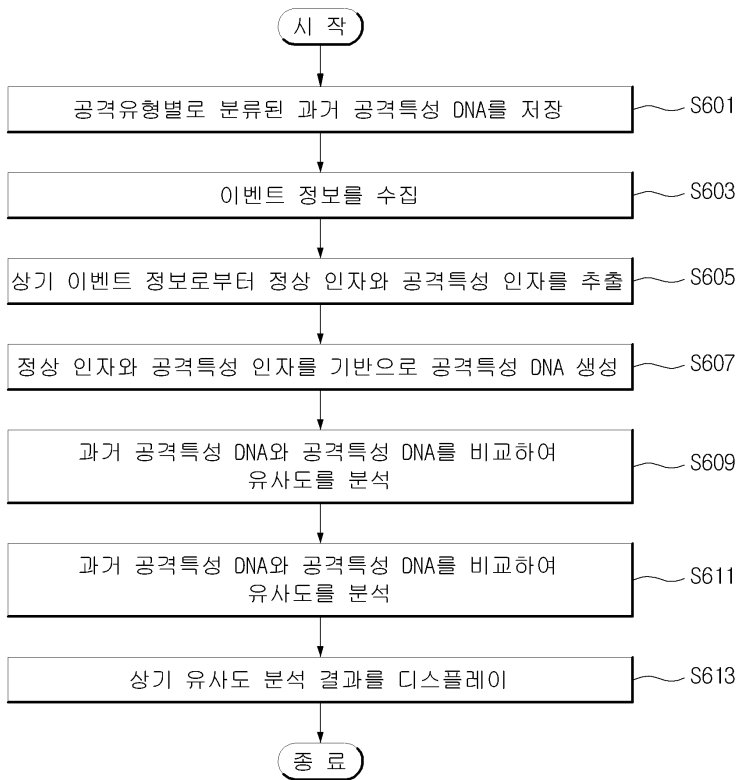 시 작
공격유형별로 분류된 과거 공격특성 DNA를 저장
S601
이벤트 정보를 수집
S603
상기 이벤트 정보로부터 정상 인자와 공격특성 인자를 추출
S605
정상 인자와 공격특성 인자를 기반으로 공격특성 DNA 생성
S607
과거 공격특성 DNA와 공격특성 DNA를 비교하여
유사도를 분석
S609
과거 공격특성 DNA와 공격특성 DNA를 비교하여
유사도를 분석
S611
상기 유사도 분석 결과를 디스플레이
S613
종 료